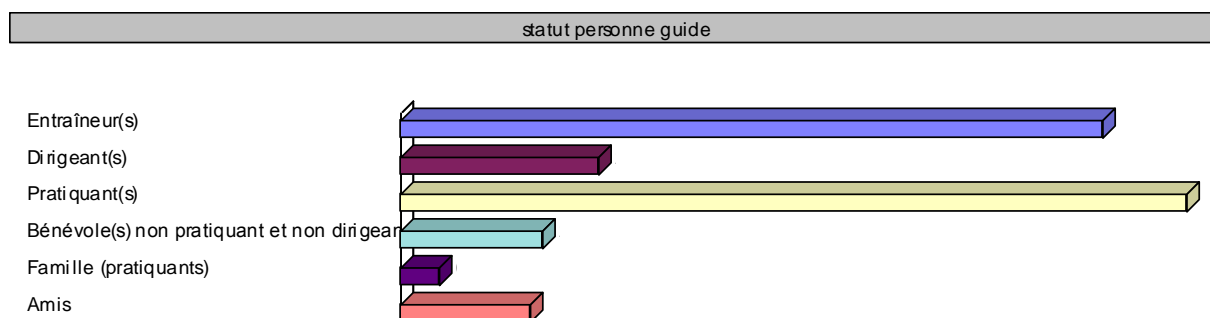 statut personne guide
Entraîneur(s)
Dirigeant(s)
Pratiquant(s)
Bénévole(s) non pratiquant et non dirigean
Famille (pratiquants)
Amis